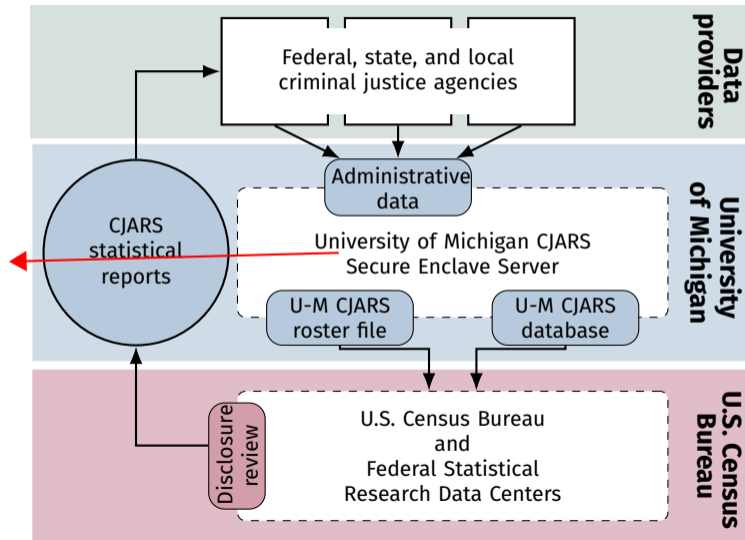 Federal, state, and local
criminal justice agencies
Data
providers
Administrative
data
CJARS
statistical
reports
University of Michigan CJARS
Secure Enclave Server
University
of Michigan
U-M CJARS
roster file
U-M CJARS
database
Disclosure
review
U.S. Census Bureau
and
Federal Statistical
Research Data Centers
U.S. Census
Bureau